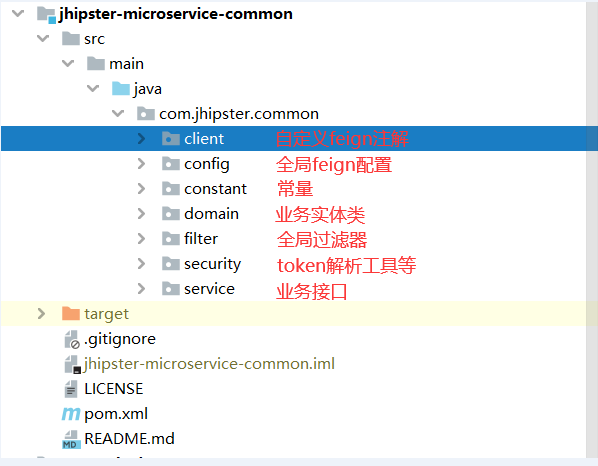 jhipster-microservice-common
src
main
java
com.jhipster.common
client 自定义feign注解
config 全局feign配置
constant 常量
domain 业务实体类
filter 全局过滤器
security token解析工具等
service 业务接口
target
.gitignore
jhipster-microservice-common.iml
LICENSE
pom.xml
MD README.md